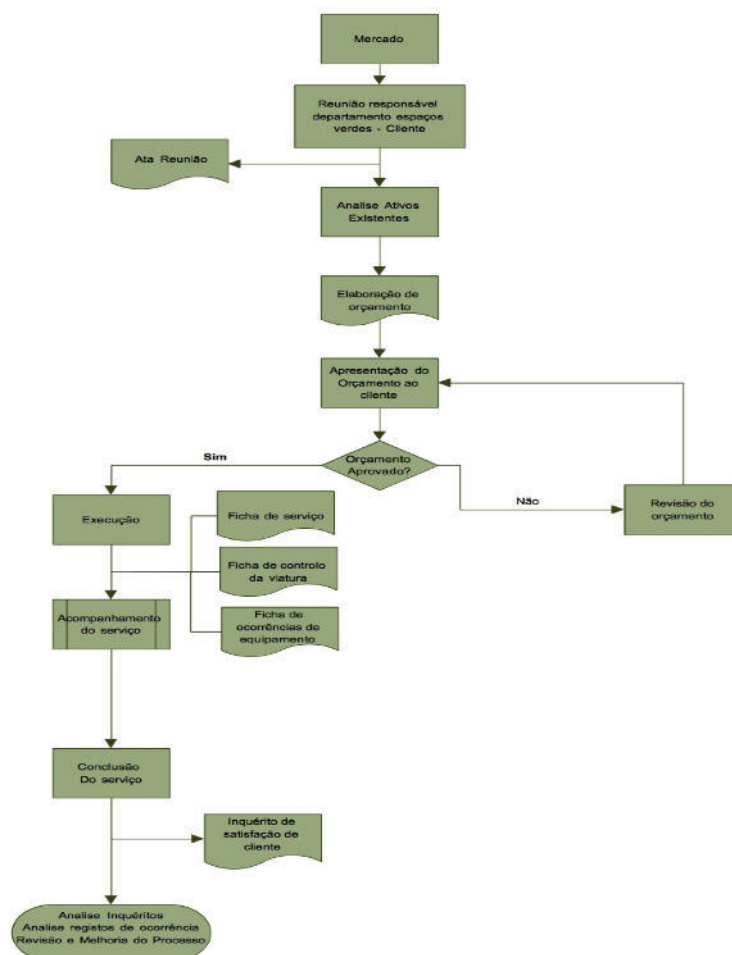 Mercado
Reunião responsável
departamento espaços
verdes - Cliente
Ata Reunião
Analise Ativos
Existentes
Elaboração de
orçamento
Apresentação do
Orçamento ao
cliente
Orçamento
Aprovado?
Sim
Não
Revisão do
orçamento
Execução
Ficha de serviço
Ficha de controlo
da viatura
Acompanhamento
do serviço
Ficha de
ocorrências de
equipamento
Conclusão
Do serviço
Inquérito de
satisfação de
cliente
Analise Inquéritos
Analise registos de ocorrência
Revisão e Melhoria do Processo